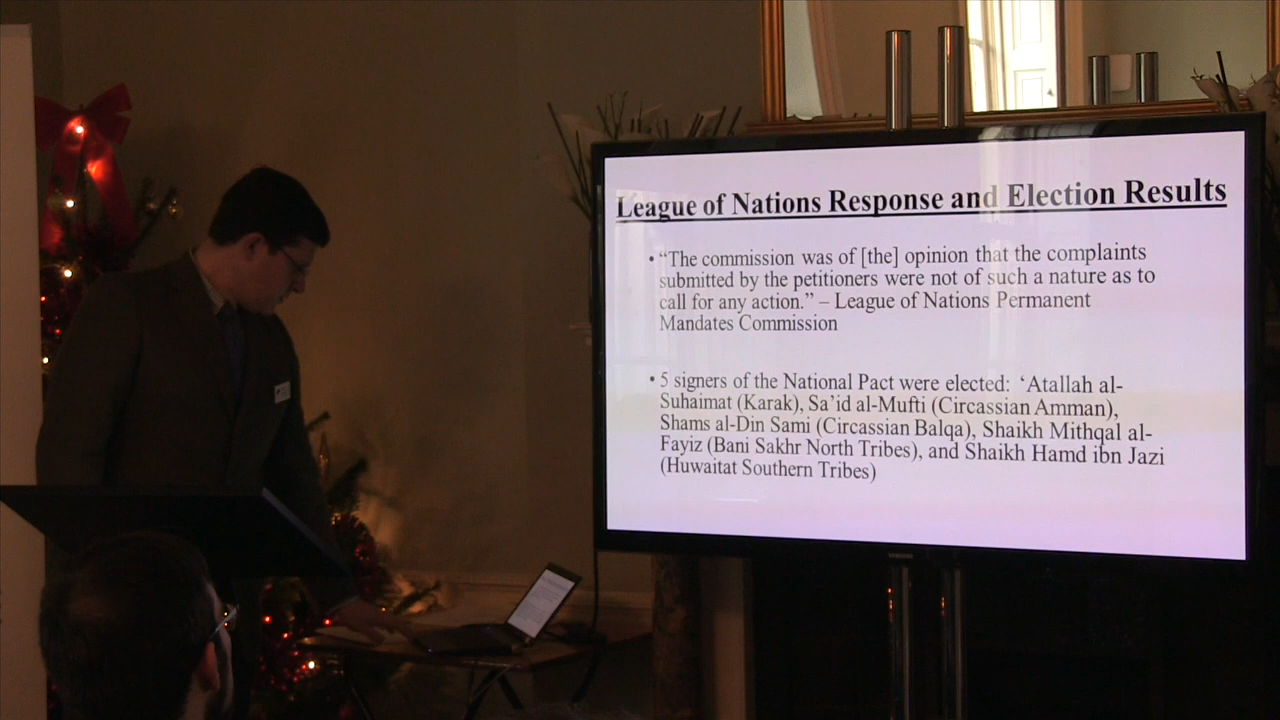 League of Nations Response and Election Results
• “The commission was of [the] opinion that the complaints
submitted by the petitioners were not of such a nature as to
call for any action.” – League of Nations Permanent
Mandates Commission
• 5 signers of the National Pact were elected: ‘Atallah al-
Suhaimat (Karak), Sa’id al-Mufti (Circassian Amman),
Shams al-Din Sami (Circassian Balqa), Shaikh Mithqal al-
Fayiz (Bani Sakhr North Tribes), and Shaikh Hamd ibn Jazi
(Huwaitat Southern Tribes)
SAMSUNG